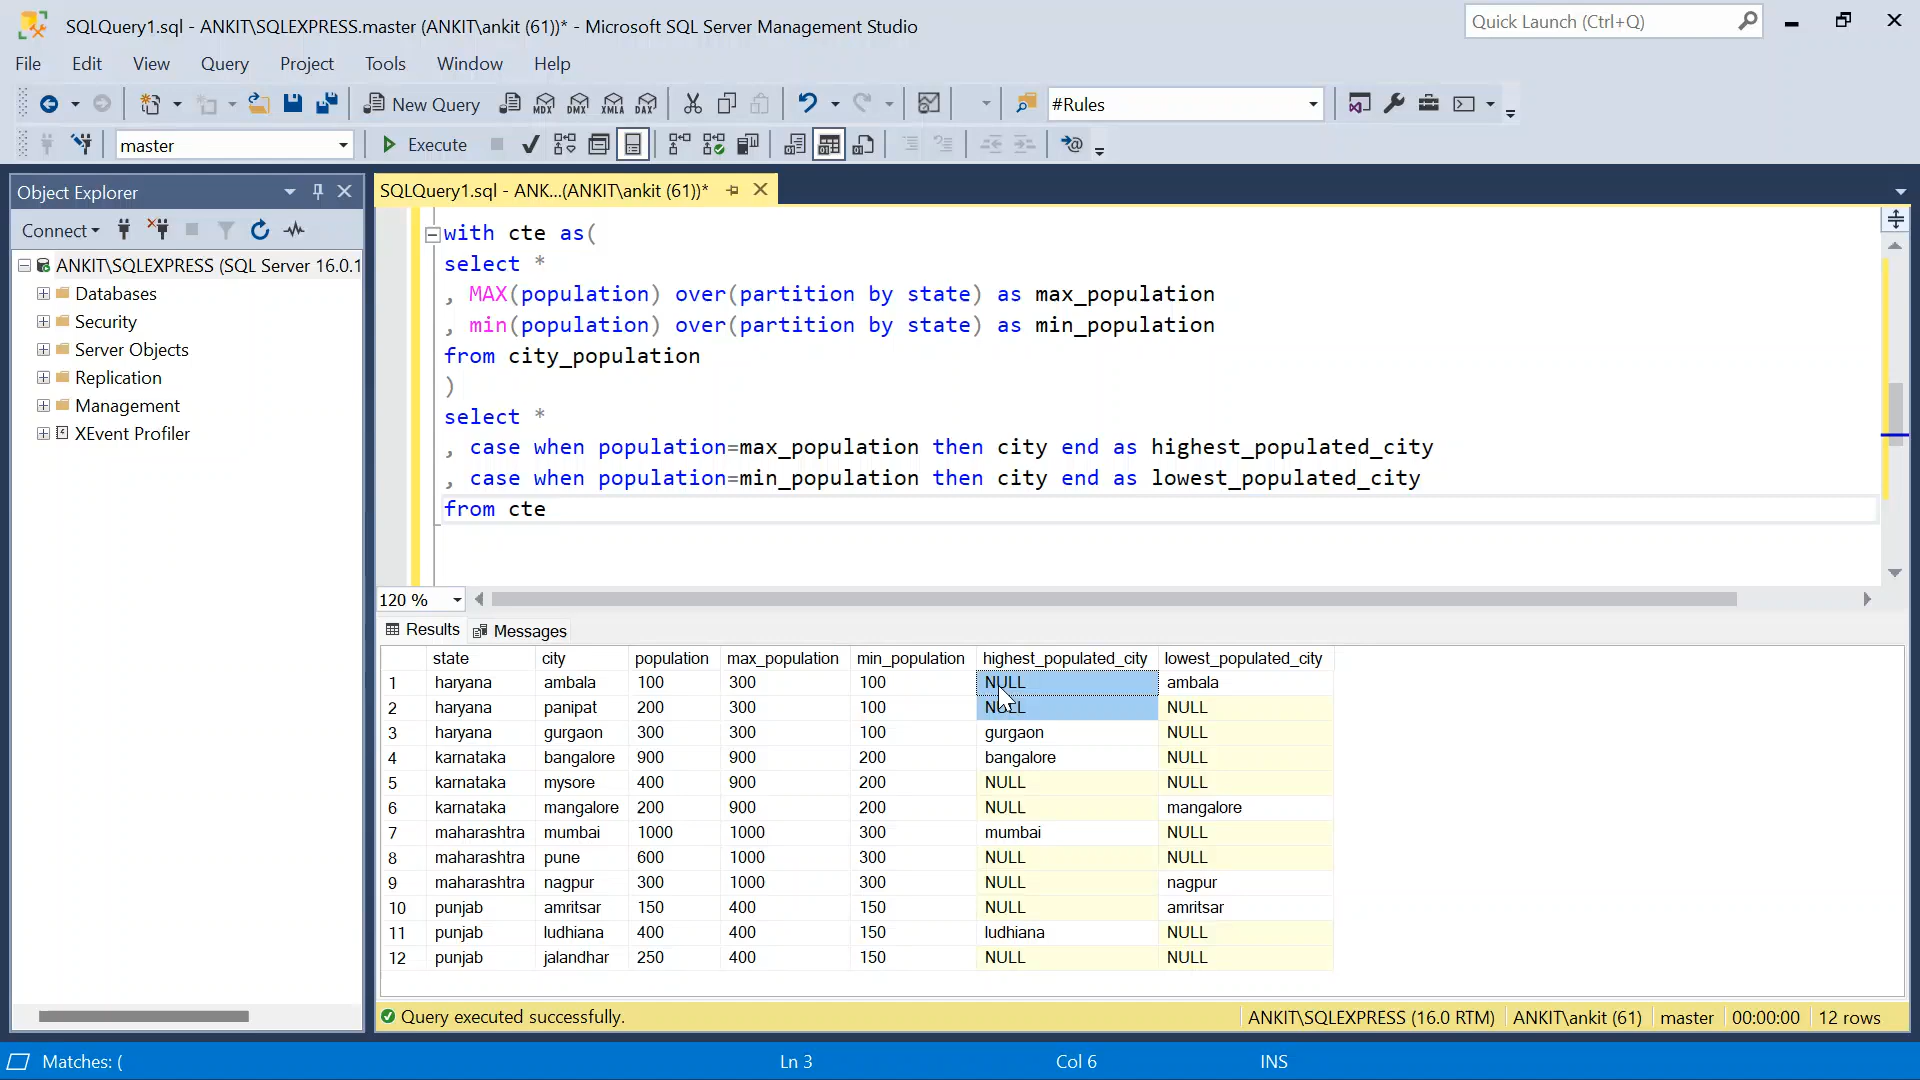 SQLQuery1.sql - ANKIT\SQLEXPRESS.master (ANKIT\ankit (61))* - Microsoft SQL Server Management Studio
Quick Launch (Ctrl+Q)
File Edit View Query Project Tools Window Help
New Query MDX DMX XMLA DAX #Rules
master Execute
Object Explorer
Connect
ANKIT\SQLEXPRESS (SQL Server 16.0.1
Databases
Security
Server Objects
Replication
Management
XEvent Profiler
SQLQuery1.sql - ANK...(ANKIT\ankit (61))*
with cte as(
select *
, MAX(population) over(partition by state) as max_population
, min(population) over(partition by state) as min_population
from city_population
)
select *
, case when population=max_population then city end as highest_populated_city
, case when population=min_population then city end as lowest_populated_city
from cte
120 %
Results Messages
state city population max_population min_population highest_populated_city lowest_populated_city
1 haryana ambala 100 300 100 NULL ambala
2 haryana panipat 200 300 100 NULL NULL
3 haryana gurgaon 300 300 100 gurgaon NULL
4 karnataka bangalore 900 900 200 bangalore NULL
5 karnataka mysore 400 900 200 NULL NULL
6 karnataka mangalore 200 900 200 NULL mangalore
7 maharashtra mumbai 1000 1000 300 mumbai NULL
8 maharashtra pune 600 1000 300 NULL NULL
9 maharashtra nagpur 300 1000 300 NULL nagpur
10 punjab amritsar 150 400 150 NULL amritsar
11 punjab ludhiana 400 400 150 ludhiana NULL
12 punjab jalandhar 250 400 150 NULL NULL
Query executed successfully. ANKIT\SQLEXPRESS (16.0 RTM) ANKIT\ankit (61) master 00:00:00 12 rows
Matches: ( Ln 3 Col 6 INS